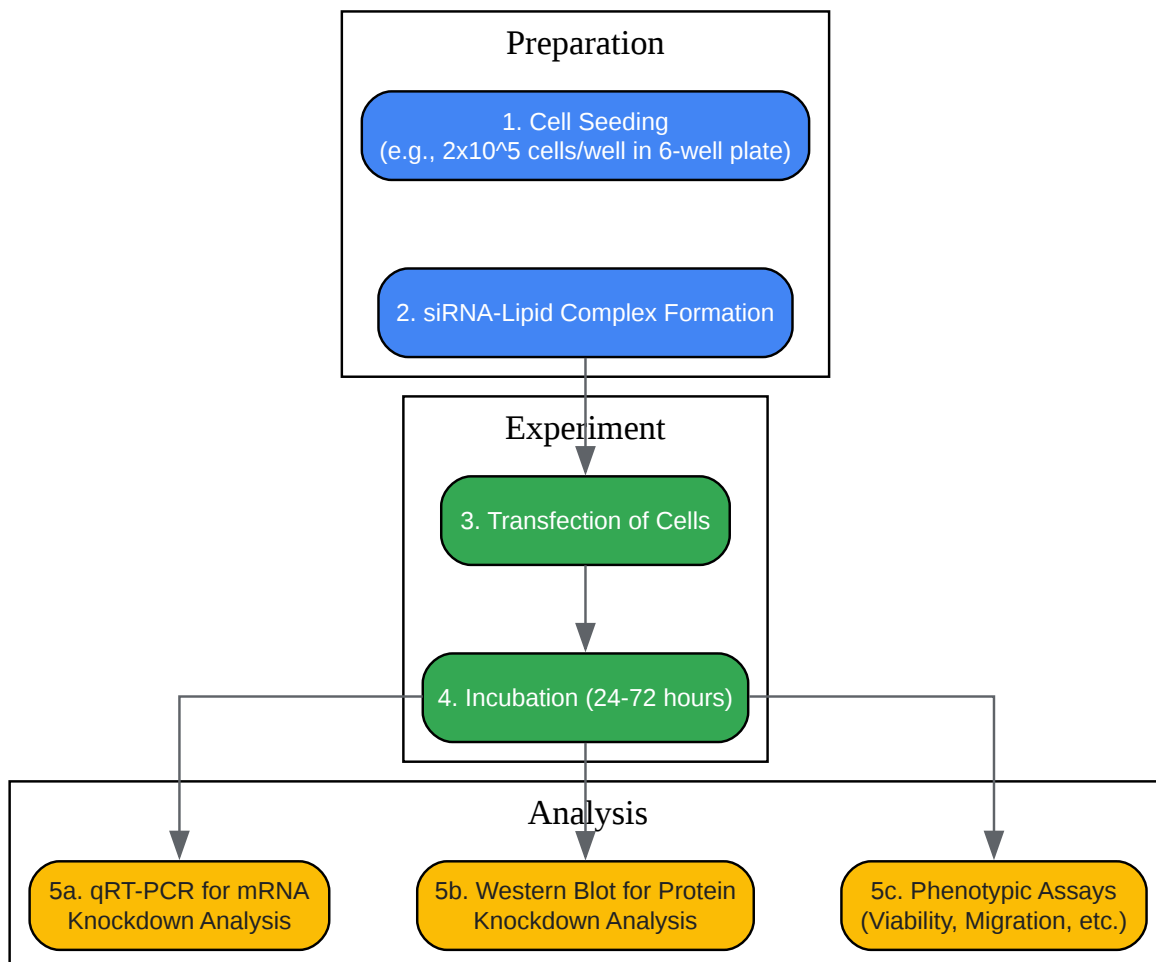 Preparation
1. Cell Seeding
(e.g., 2x10^5 cells/well in 6-well plate)
2. siRNA-Lipid Complex Formation
Experiment
3. Transfection of Cells
4. Incubation (24-72 hours)
Analysis
5a. qRT-PCR for mRNA
Knockdown Analysis
5b. Western Blot for Protein
Knockdown Analysis
5c. Phenotypic Assays
(Viability, Migration, etc.)